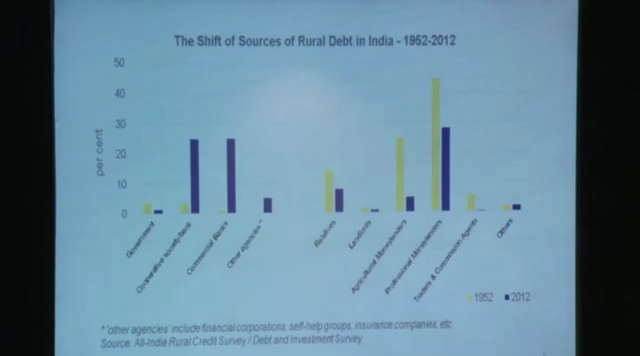 The Shift of Sources of Rural Debt in India - 1952-2012
per cent
50
40
30
20
10
0
Government
Cooperative society/bank
Commercial Banks
Other agencies*
Relatives
Landlords
Agricultural Moneylenders
Professional Moneylenders
Traders & Commission Agents
Others
1952 2012
* 'other agencies' include financial corporations, self-help groups, insurance companies, etc
Source: All-India Rural Credit Survey / Debt and Investment Survey